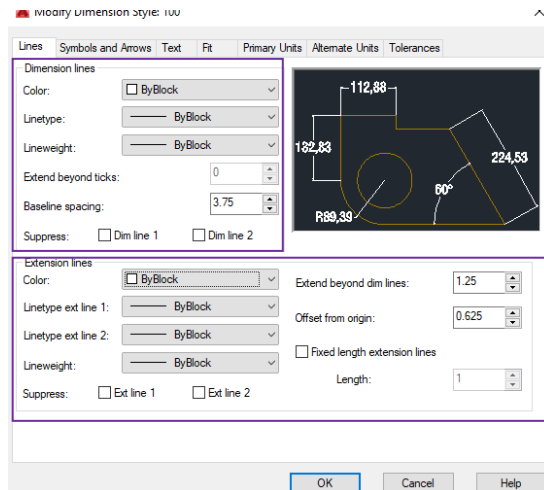 Modify Dimension Style: 100
Lines Symbols and Arrows Text Fit Primary Units Alternate Units Tolerances
Dimension lines
Color: ByBlock
Linetype: ByBlock
Lineweight: ByBlock
Extend beyond ticks: 0
Baseline spacing: 3.75
Suppress: Dim line 1 Dim line 2
112,88
182,83
224,53
60°
R89,39
Extension lines
Color: ByBlock
Linetype ext line 1: ByBlock
Linetype ext line 2: ByBlock
Lineweight: ByBlock
Suppress: Ext line 1 Ext line 2
Extend beyond dim lines: 1.25
Offset from origin: 0.625
Fixed length extension lines
Length: 1
OK Cancel Help